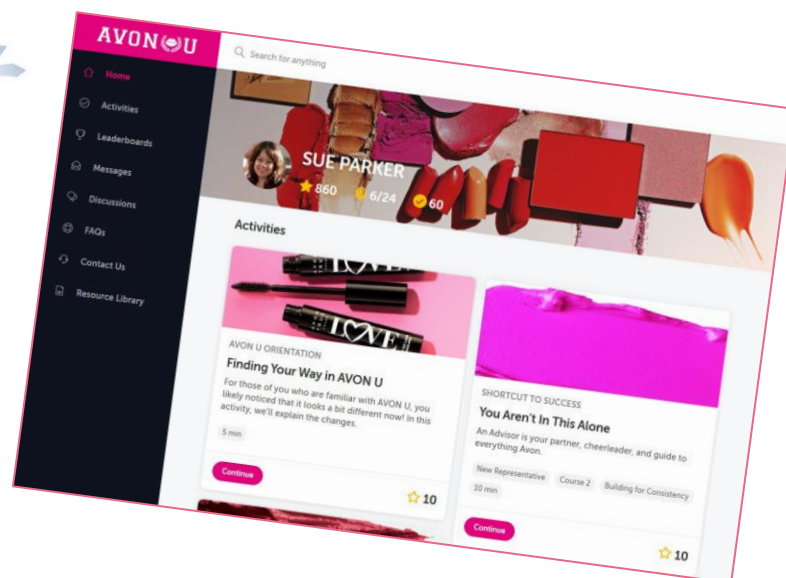 AVON U
Search for anything
Home
Activities
Leaderboards
Messages
Discussions
FAQs
Contact Us
Resource Library
SUE PARKER
860
6/24
60
Activities
LOVE
LOVE
AVON U ORIENTATION
Finding Your Way in AVON U
For those of you who are familiar with AVON U, you
likely noticed that it looks a bit different now! In this
activity, we'll explain the changes.
5 min
Continue
10
SHORTCUT TO SUCCESS
You Aren't In This Alone
An Advisor is your partner, cheerleader, and guide to
everything Avon.
New Representative Course 2 Building for Consistency
10 min
Continue
10